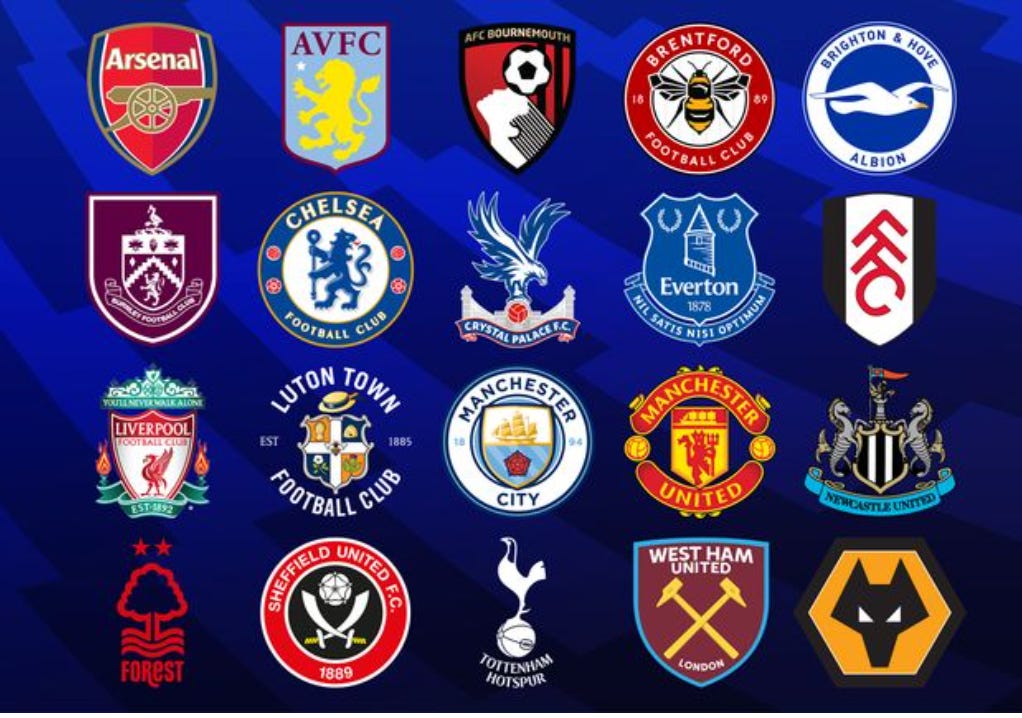 Arsenal
AVFC
AFC BOURNEMOUTH
BRENTFORD
18 89
FOOTBALL CLUB
BRIGHTON & HOVE
ALBION
BURNLEY FOOTBALL CLUB
CHELSEA
FOOTBALL CLUB
CRYSTAL PALACE F.C.
Everton
1878
NIL SATIS NISI OPTIMUM
FFC
YOU'LL NEVER WALK ALONE
LIVERPOOL
FOOTBALL CLUB
EST·1892
LUTON TOWN
EST 1885
FOOTBALL CLUB
MANCHESTER
18 94
CITY
MANCHESTER
UNITED
NEWCASTLE UNITED
FOREST
SHEFFIELD UNITED F.C.
1889
TOTTENHAM
HOTSPUR
WEST HAM
UNITED
LONDON